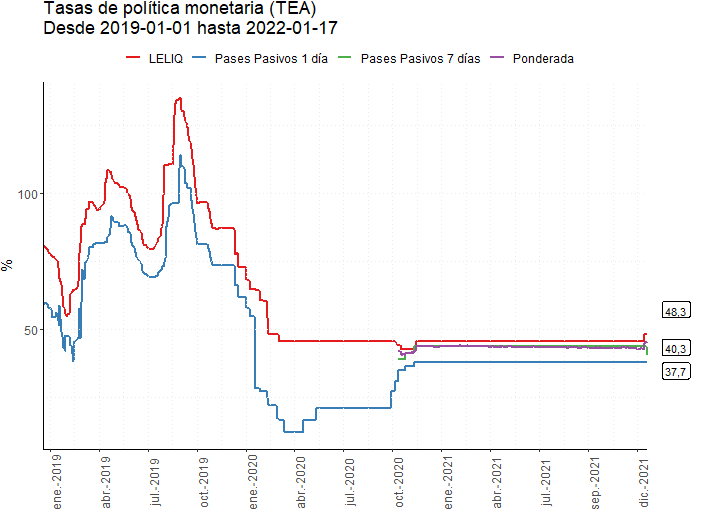 Tasas de política monetaria (TEA)
Desde 2019-01-01 hasta 2022-01-17
LELIQ Pases Pasivos 1 día Pases Pasivos 7 días Ponderada
%
100
50
48,3
40,3
37,7
ene.-2019
abr.-2019
jul.-2019
oct.-2019
ene.-2020
abr.-2020
jul.-2020
oct.-2020
ene.-2021
abr.-2021
jul.-2021
sep.-2021
dic.-2021